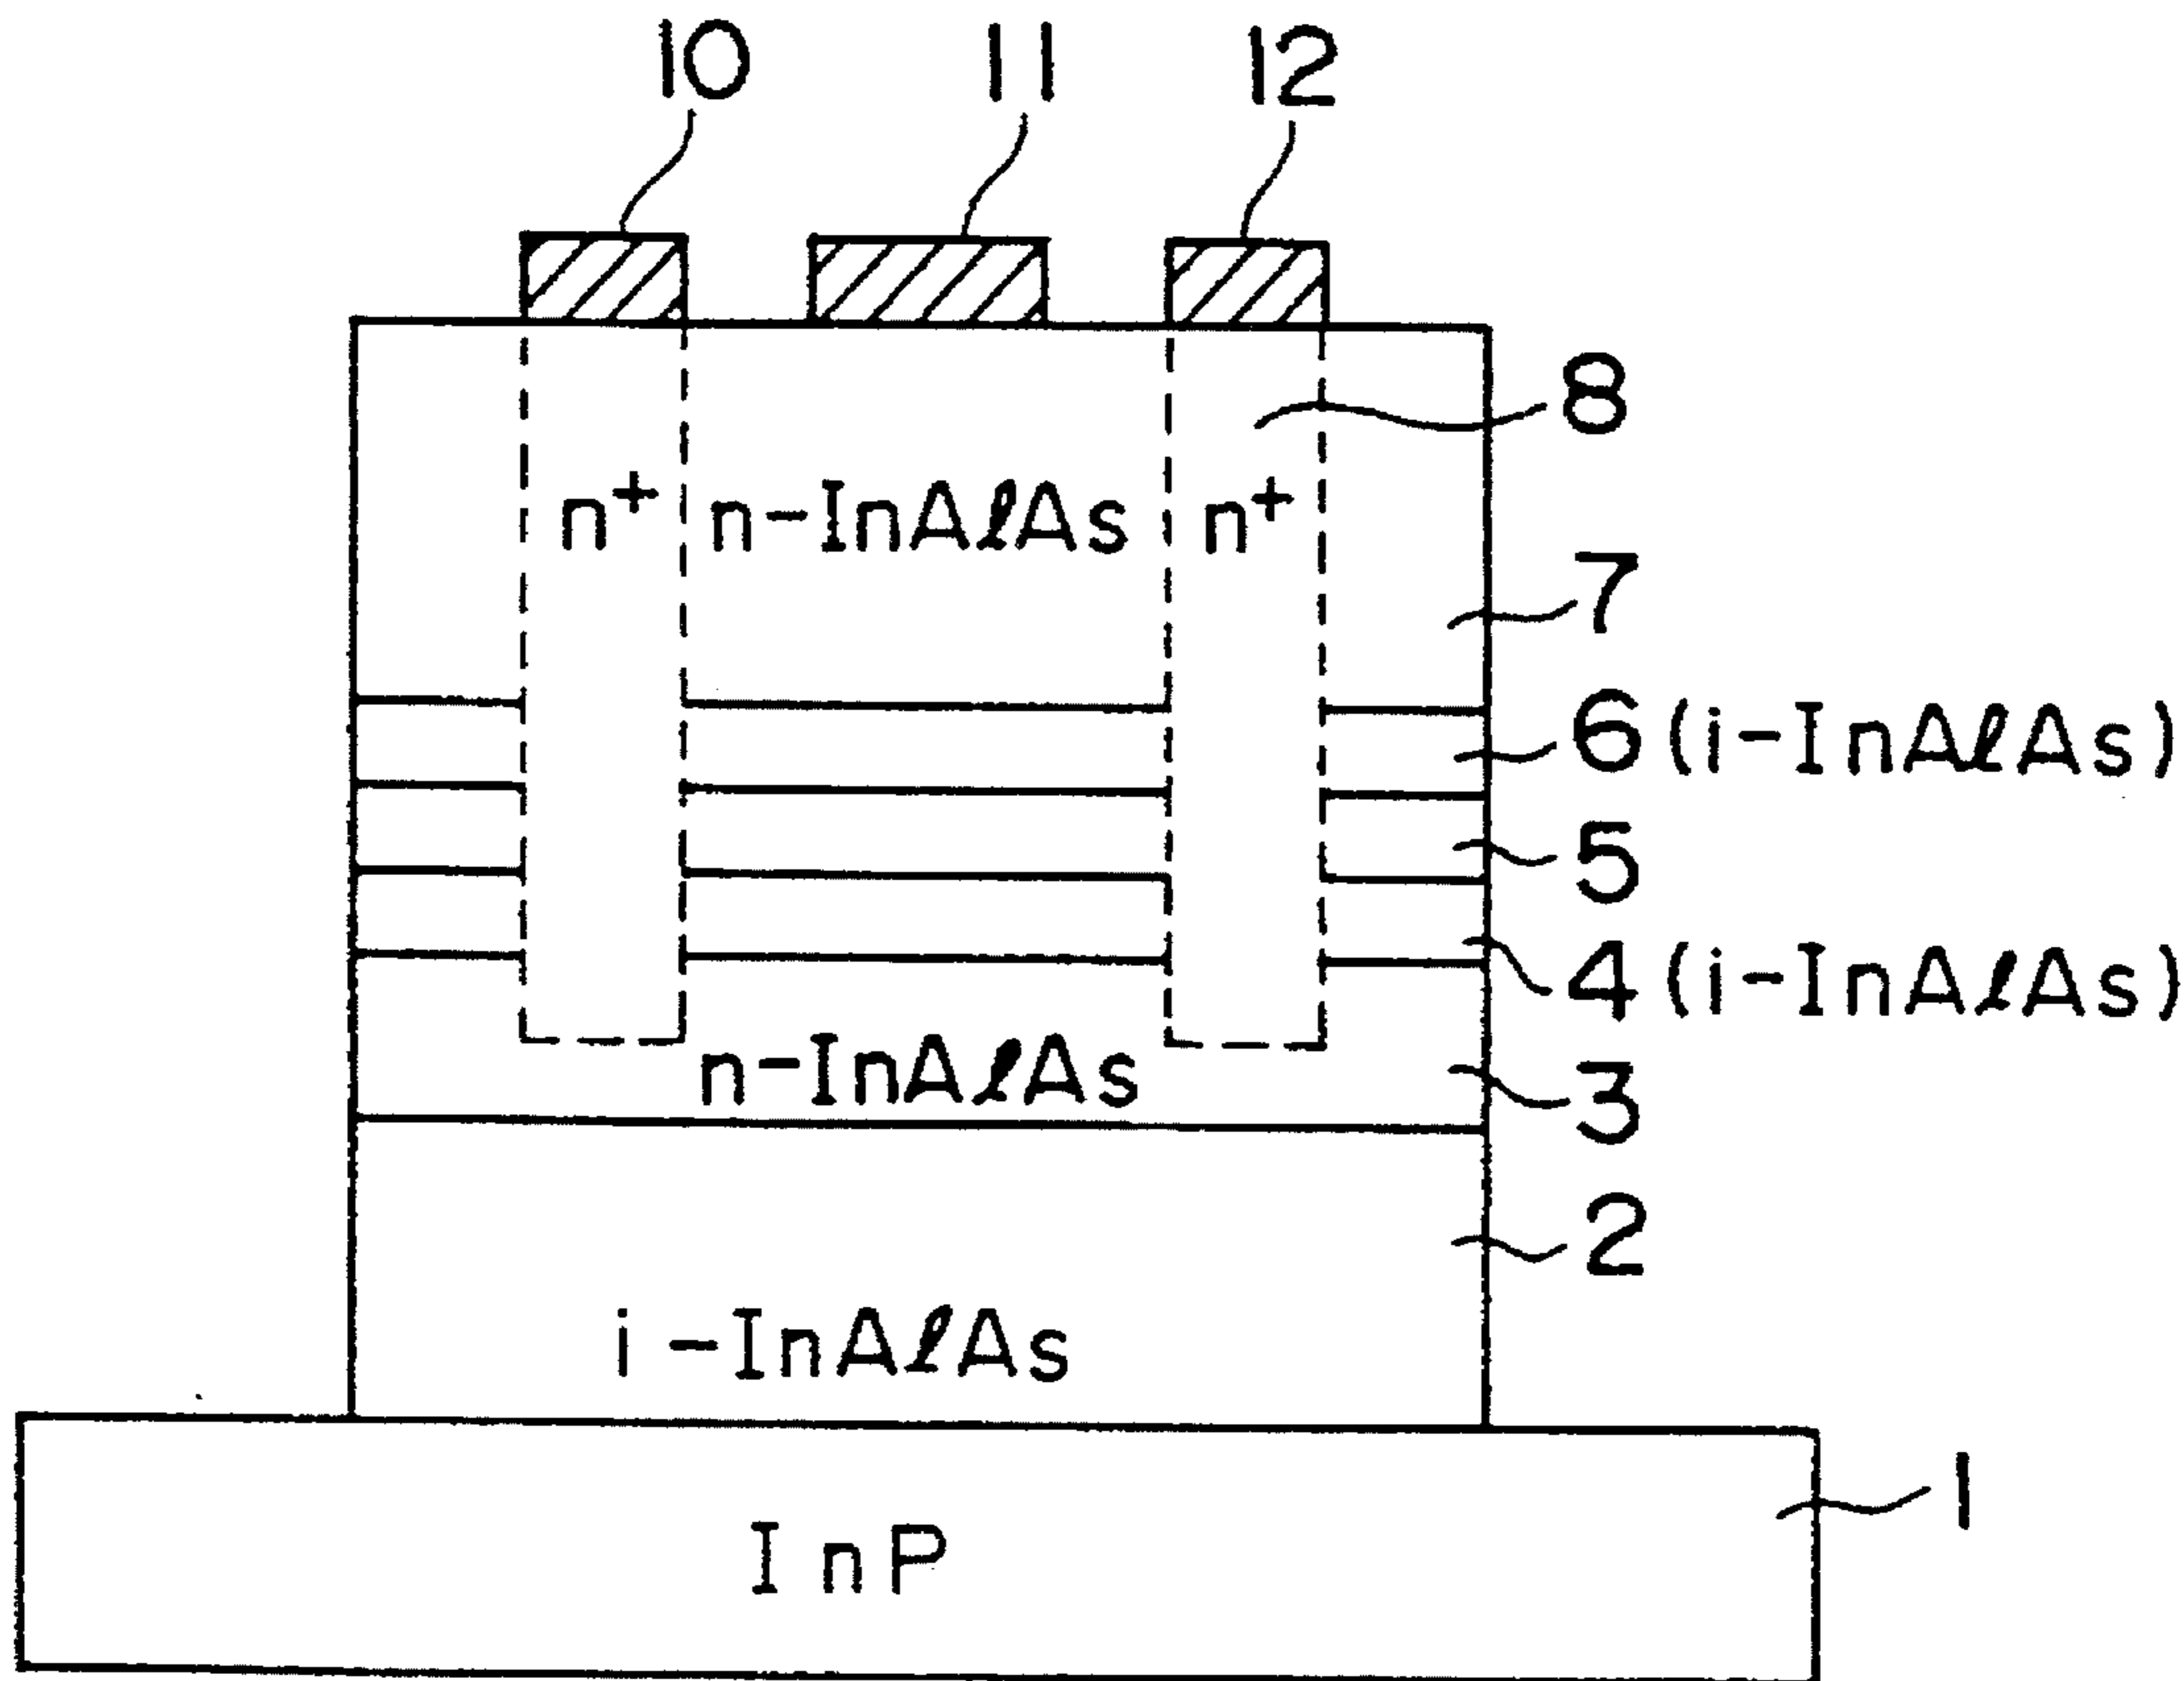 10 11 12
8
n+ n-InAlAs n+
7
6(i-InAlAs)
5
4(i-InAlAs)
n-InAlAs 3
2
i-InAlAs
1
InP